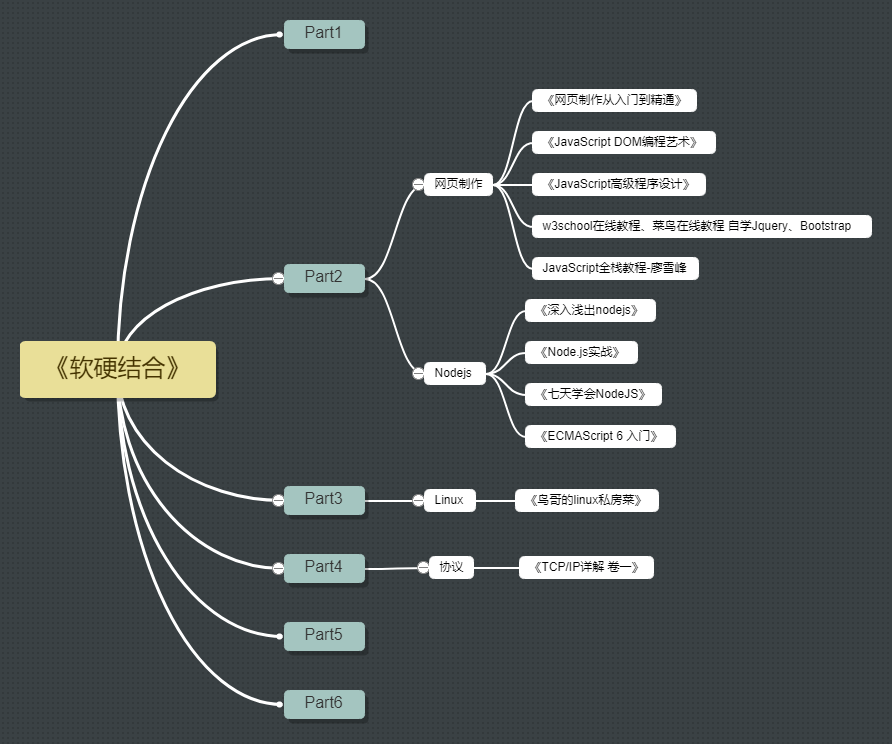 《软硬结合》
Part1
Part2
网页制作
《网页制作从入门到精通》
《JavaScript DOM编程艺术》
《JavaScript高级程序设计》
w3school在线教程、菜鸟在线教程 自学Jquery、Bootstrap
JavaScript全栈教程-廖雪峰
Nodejs
《深入浅出nodejs》
《Node.js实战》
《七天学会NodeJS》
《ECMAScript 6 入门》
Part3
Linux
《鸟哥的linux私房菜》
Part4
协议
《TCP/IP详解 卷一》
Part5
Part6